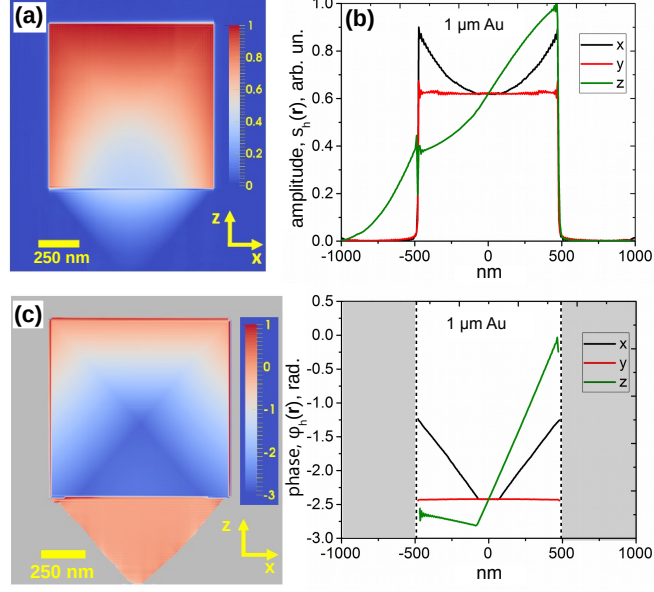 (a)
1
0.8
0.6
0.4
0.2
0
z
x
250 nm
(b)
amplitude, s_h(r), arb. un.
1.0
0.8
0.6
0.4
0.2
0.0
1 µm Au
x
y
z
-1000 -500 0 500 1000
nm
(c)
1
0
-1
-2
-3
z
x
250 nm
phase, φ_h(r), rad.
0.5
0.0
-0.5
-1.0
-1.5
-2.0
-2.5
-3.0
1 µm Au
x
y
z
-1000 -500 0 500 1000
nm